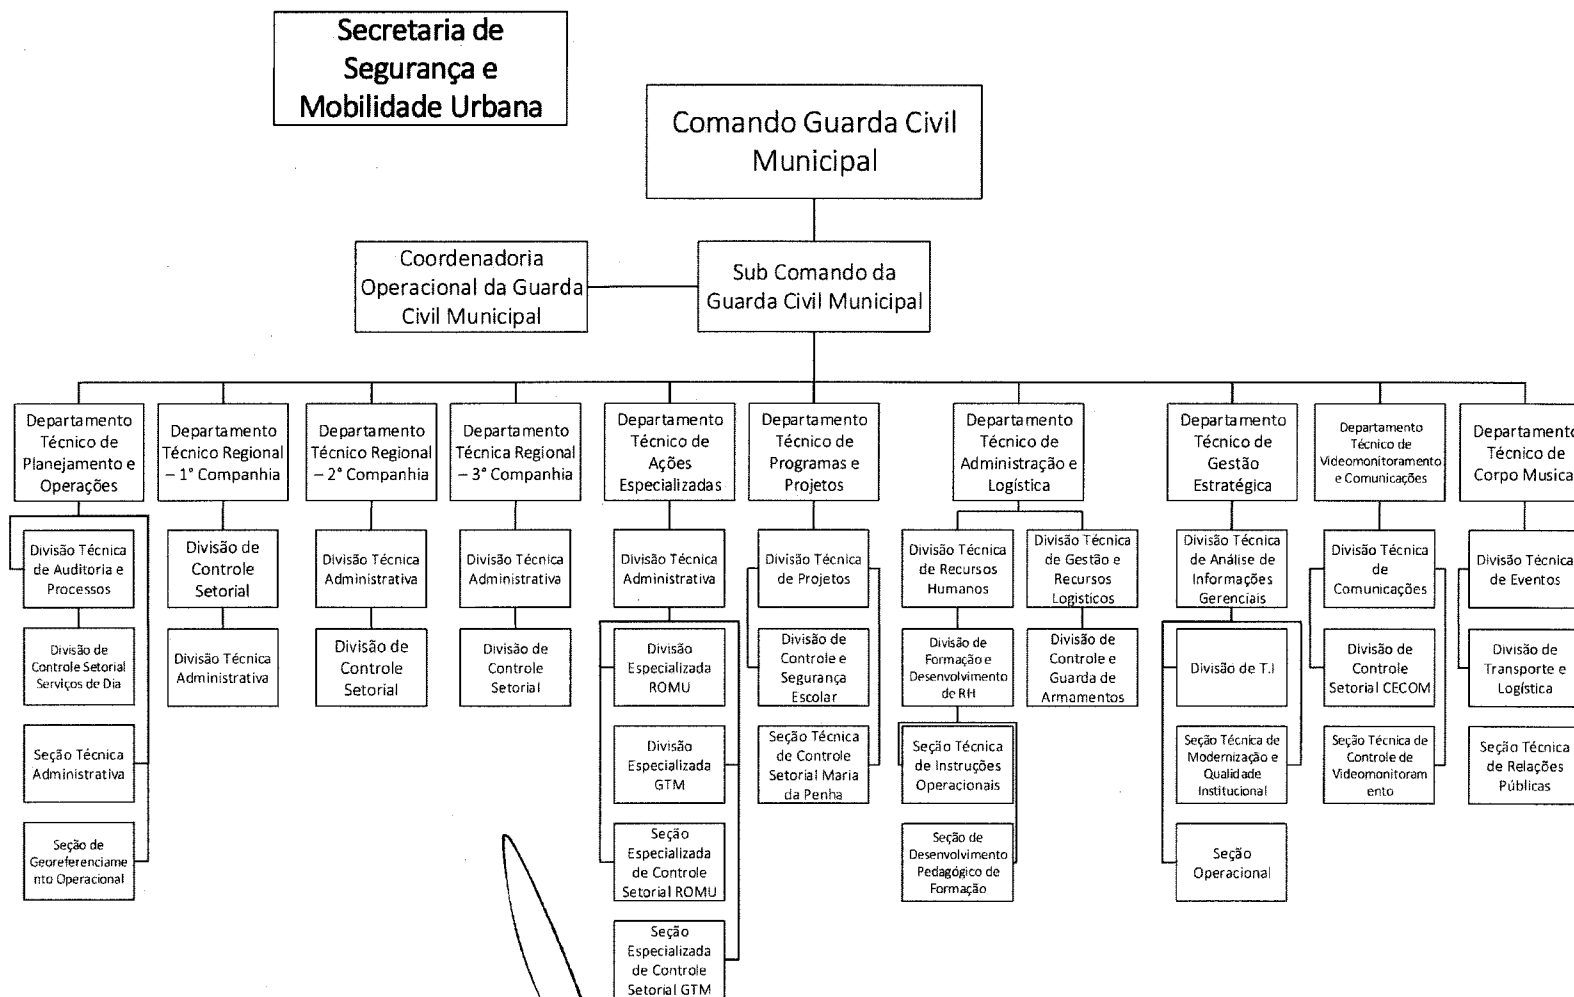 Secretaria de
Segurança e
Mobilidade Urbana
Comando Guarda Civil
Municipal
Coordenadoria
Operacional da Guarda
Civil Municipal
Sub Comando da
Guarda Civil Municipal
Departamento
Técnico de
Planejamento e
Operações
Departamento
Técnico Regional
– 1° Companhia
Departamento
Técnico Regional
– 2° Companhia
Departamento
Técnica Regional
– 3° Companhia
Departamento
Técnico de
Ações
Especializadas
Departamento
Técnico de
Programas e
Projetos
Departamento
Técnico de
Administração e
Logística
Departamento
Técnico de
Gestão
Estratégica
Departamento
Técnico de
Videomonitoramento
e Comunicações
Departamento
Técnico de
Corpo Musica
Divisão Técnica
de Auditoria e
Processos
Divisão de
Controle
Setorial
Divisão Técnica
Administrativa
Divisão Técnica
Administrativa
Divisão Técnica
Administrativa
Divisão Técnica
de Projetos
Divisão Técnica
de Recursos
Humanos
Divisão Técnica
de Gestão e
Recursos
Logisticos
Divisão Técnica
de Análise de
Informações
Gerenciais
Divisão Técnica
de
Comunicações
Divisão Técnica
de Eventos
Divisão de
Controle Setorial
Serviços de Dia
Divisão Técnica
Administrativa
Divisão de
Controle
Setorial
Divisão de
Controle
Setorial
Divisão
Especializada
ROMU
Divisão de
Controle e
Segurança
Escolar
Divisão de
Formação e
Desenvolvimento
de RH
Divisão de
Controle e
Guarda de
Armamentos
Divisão de T.I
Divisão de
Controle
Setorial CECOM
Divisão de
Transporte e
Logística
Seção Técnica
Administrativa
Divisão
Especializada
GTM
Seção Técnica
de Controle
Setorial Maria
da Penha
Seção Técnica
de Instruções
Operacionais
Seção Técnica de
Modernização e
Qualidade
Institucional
Seção Técnica de
Controle de
Videomonitoram
ento
Seção Técnica
de Relações
Públicas
Seção de
Georeferenciame
nto Operacional
Seção
Especializada
de Controle
Setorial ROMU
Seção de
Desenvolvimento
Pedagógico de
Formação
Seção
Operacional
Seção
Especializada
de Controle
Setorial GTM